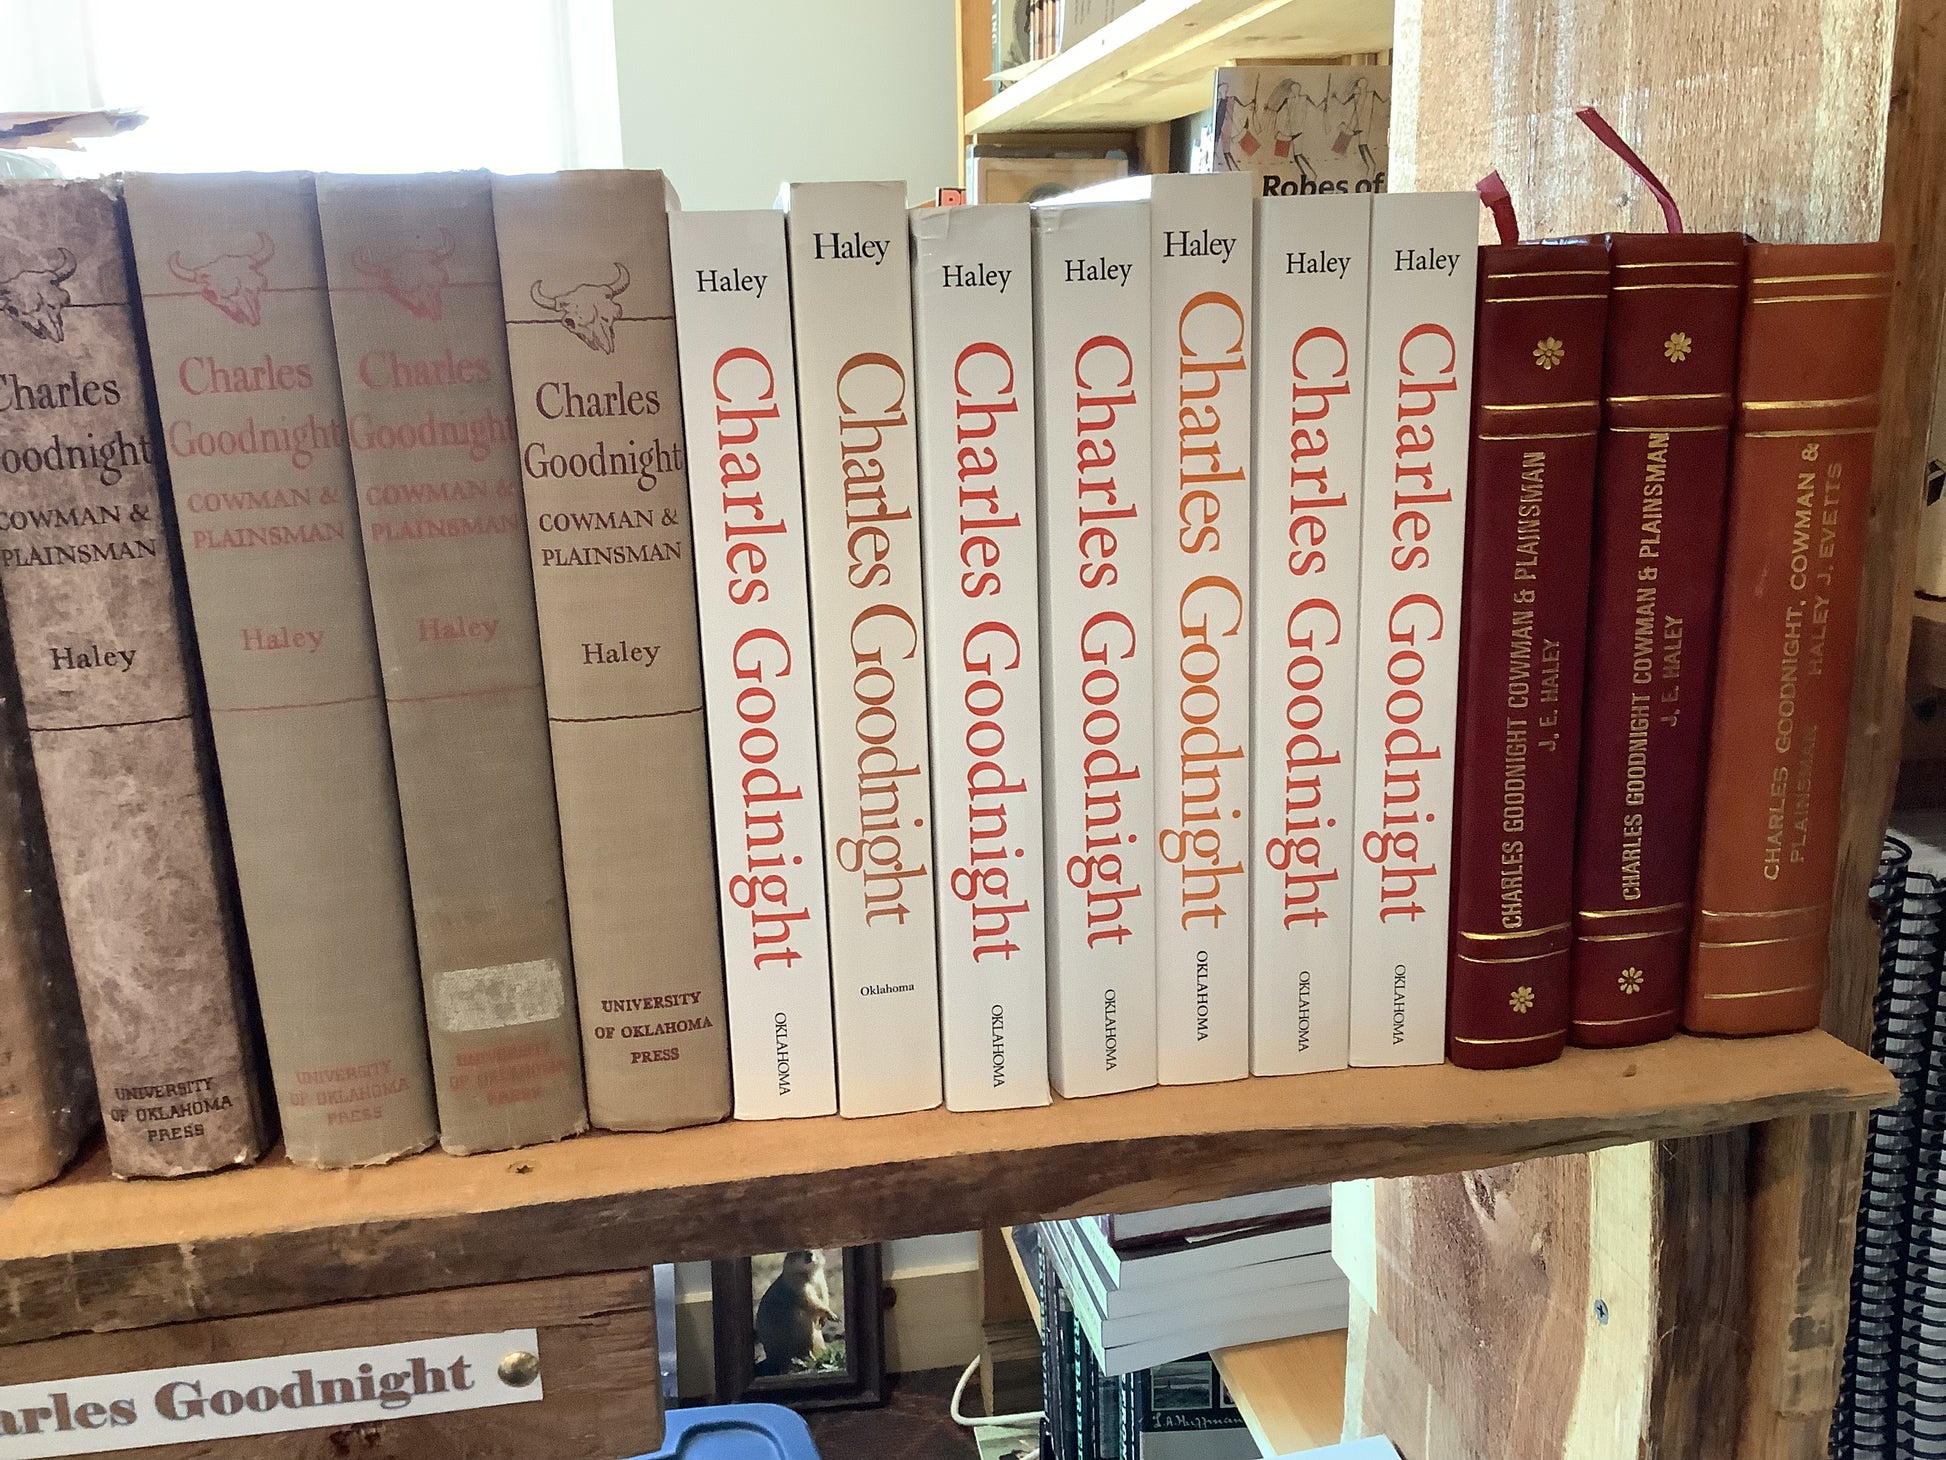 Robes of
Charles
Goodnight
COWMAN &
PLAINSMAN
Haley
UNIVERSITY
OF OKLAHOMA
PRESS
Charles
Goodnight
COWMAN &
PLAINSMAN
Haley
UNIVERSITY
OF OKLAHOMA
PRESS
Charles
Goodnight
COWMAN &
PLAINSMAN
Haley
UNIVERSITY
OF OKLAHOMA
PRESS
Charles
Goodnight
COWMAN &
PLAINSMAN
Haley
UNIVERSITY
OF OKLAHOMA
PRESS
Haley
Charles Goodnight
OKLAHOMA
Haley
Charles Goodnight
Oklahoma
Haley
Charles Goodnight
OKLAHOMA
Haley
Charles Goodnight
OKLAHOMA
Haley
Charles Goodnight
OKLAHOMA
Haley
Charles Goodnight
OKLAHOMA
Haley
Charles Goodnight
OKLAHOMA
CHARLES GOODNIGHT COWMAN & PLAINSMAN
J. E. HALEY
CHARLES GOODNIGHT COWMAN & PLAINSMAN
J. E. HALEY
CHARLES GOODNIGHT, COWMAN &
PLAINSMAN HALEY J. EVETTS
arles Goodnight